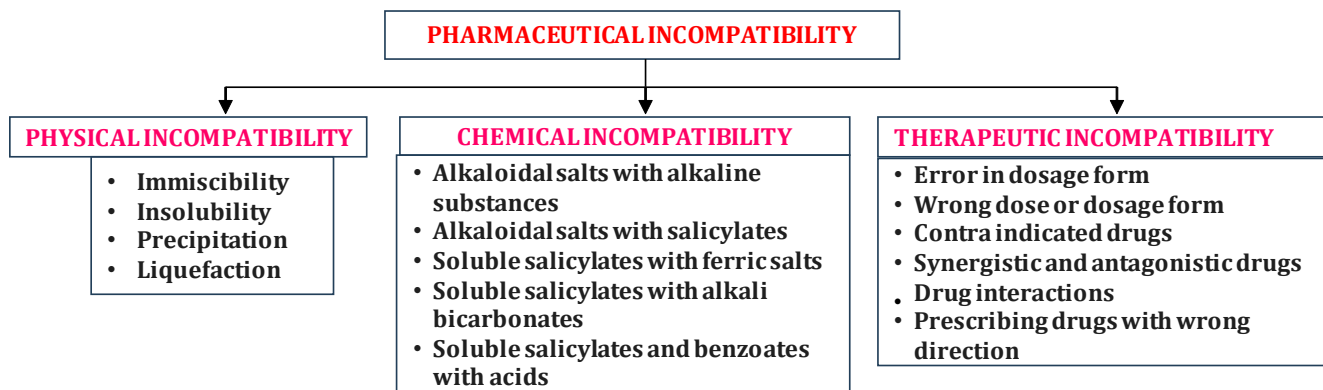 PHARMACEUTICAL INCOMPATIBILITY
PHYSICAL INCOMPATIBILITY
• Immiscibility
• Insolubility
• Precipitation
• Liquefaction
CHEMICAL INCOMPATIBILITY
• Alkaloidal salts with alkaline
substances
• Alkaloidal salts with salicylates
• Soluble salicylates with ferric salts
• Soluble salicylates with alkali
bicarbonates
• Soluble salicylates and benzoates
with acids
THERAPEUTIC INCOMPATIBILITY
• Error in dosage form
• Wrong dose or dosage form
• Contra indicated drugs
• Synergistic and antagonistic drugs
. Drug interactions
• Prescribing drugs with wrong
direction